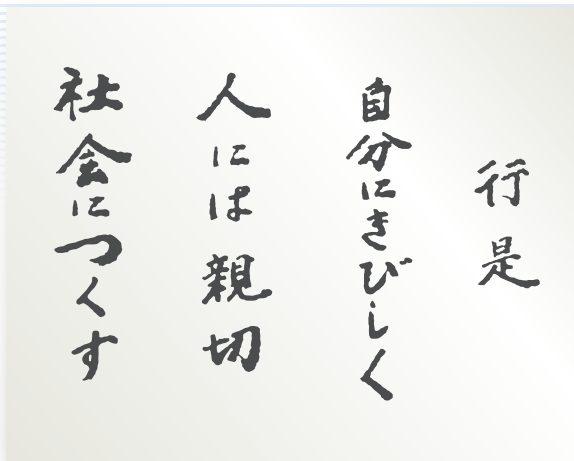 行是
自分にきびしく
人には親切
社会につくす